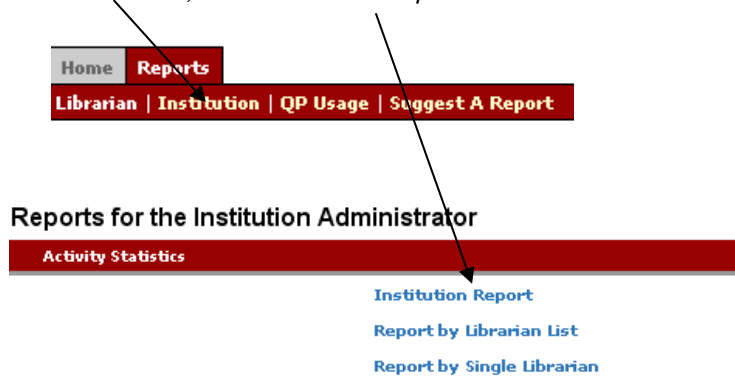 Home Reports
Librarian | Institution | QP Usage | Suggest A Report
Reports for the Institution Administrator
Activity Statistics
Institution Report
Report by Librarian List
Report by Single Librarian